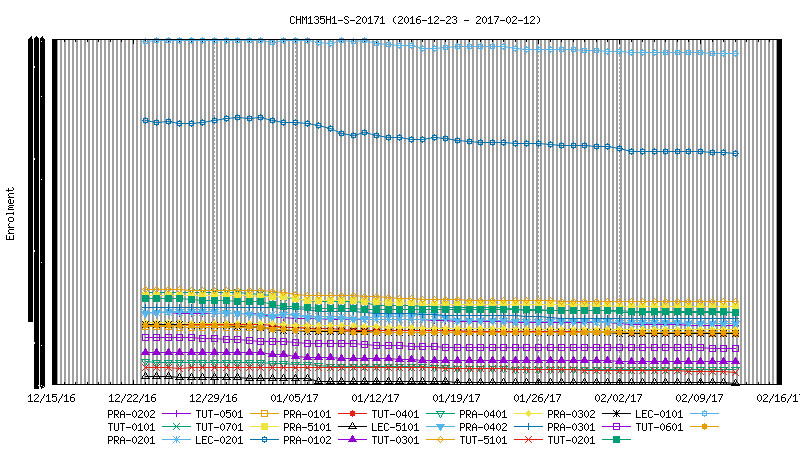 CHM135H1-S-20171 (2016-12-23 - 2017-02-12)
Enrolment
12/15/16 12/22/16 12/29/16 01/05/17 01/12/17 01/19/17 01/26/17 02/02/17 02/09/17 02/16/17
PRA-0202 TUT-0501 PRA-0101 TUT-0401 PRA-0401 PRA-0302 LEC-0101
TUT-0101 TUT-0701 PRA-5101 LEC-5101 PRA-0402 PRA-0301 TUT-0601
PRA-0201 LEC-0201 PRA-0102 TUT-0301 TUT-5101 TUT-0201